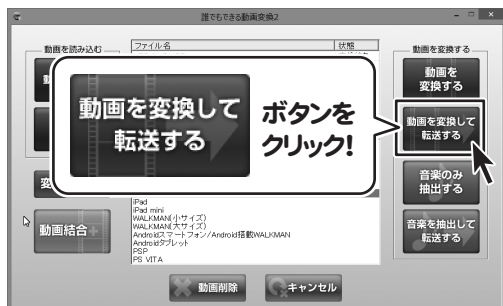 誰でもできる動画変換2
動画を読み込む
ファイル名
状態
動画を変換する
動画を
変換する
動画を変換して
転送する
ボタンを
クリック!
動画を変換して
転送する
音楽のみ
抽出する
音楽を抽出して
転送する
動画結合
iPad
iPad mini
WALKMAN(小サイズ)
WALKMAN(大サイズ)
Androidスマートフォン/Android搭載WALKMAN
Androidタブレット
PSP
PS VITA
動画削除
キャンセル